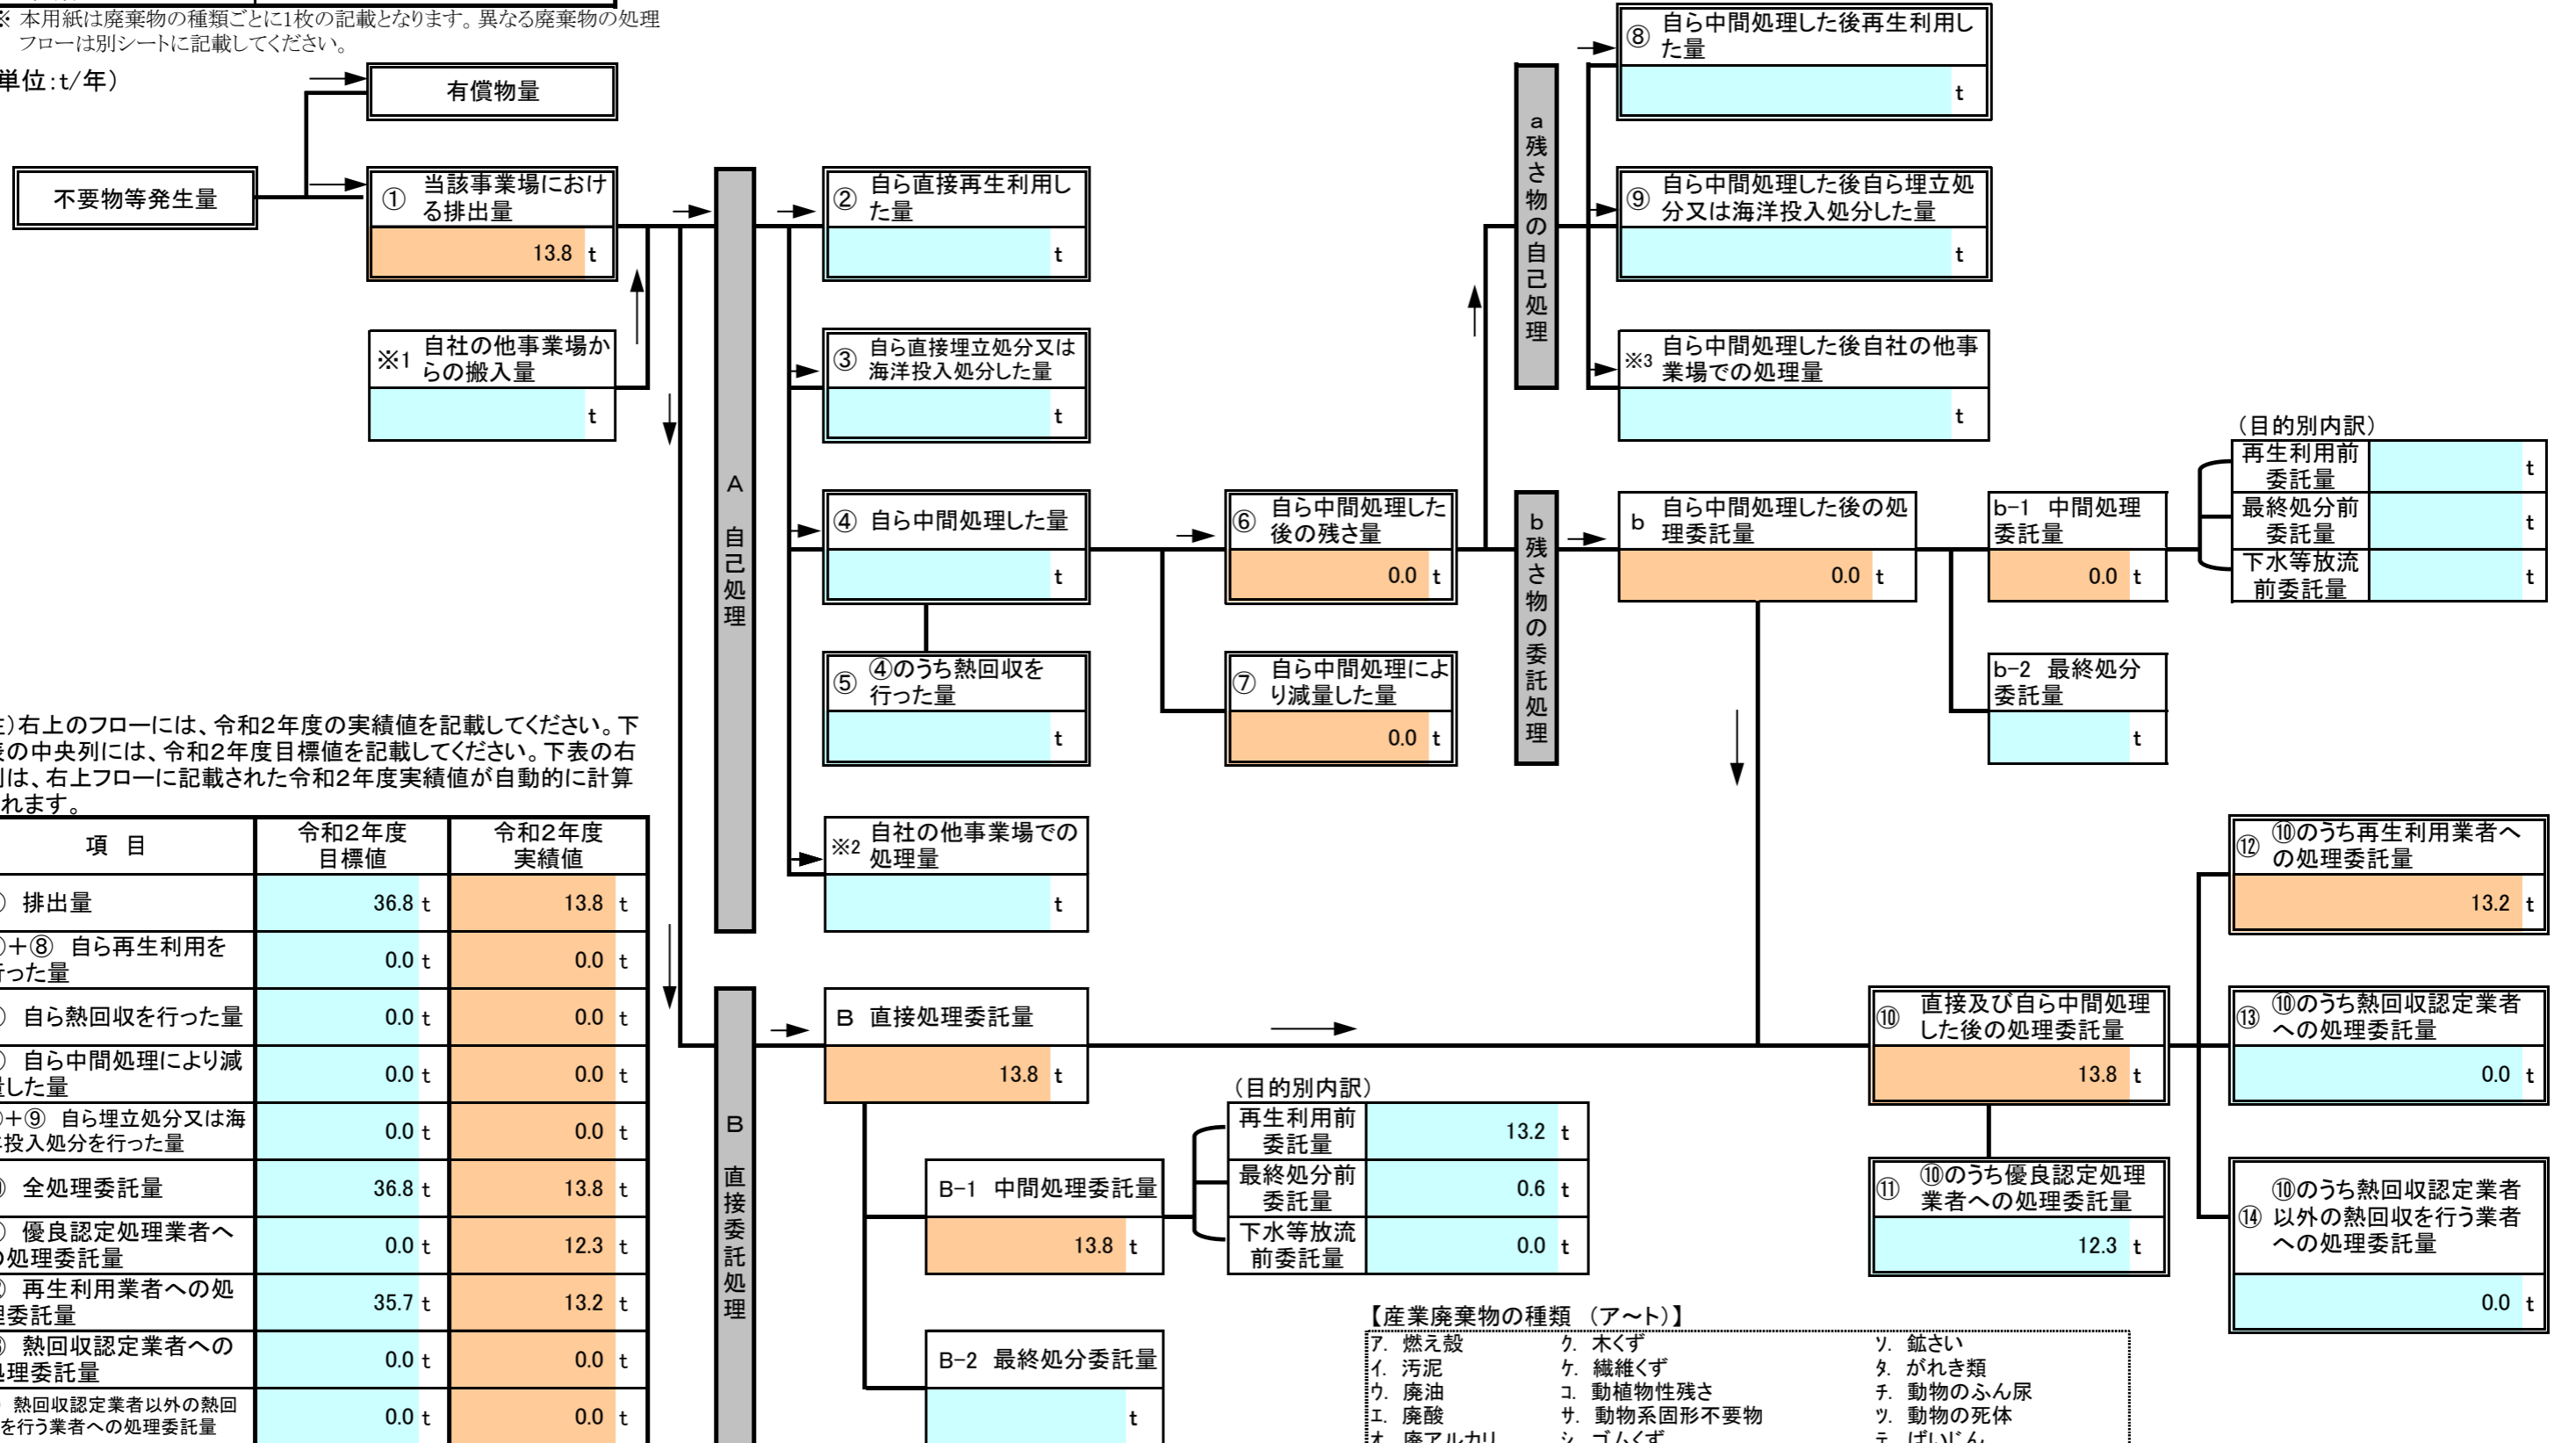 ※ 本用紙は廃棄物の種類ごとに1枚の記載となります。異なる廃棄物の処理
フローは別シートに記載してください。
単位:t/年)
有償物量
不要物等発生量
① 当該事業場におけ
る排出量
13.8 t
※1 自社の他事業場か
らの搬入量
t
A 自己処理
② 自ら直接再生利用し
た量
t
③ 自ら直接埋立処分又は
海洋投入処分した量
t
④ 自ら中間処理した量
t
⑤ ④のうち熱回収を
行った量
t
※2 自社の他事業場での
処理量
t
⑥ 自ら中間処理した
後の残さ量
0.0 t
⑦ 自ら中間処理によ
り減量した量
0.0 t
a 残さ物の自己処理
⑧ 自ら中間処理した後再生利用し
た量
t
⑨ 自ら中間処理した後自ら埋立処
分又は海洋投入処分した量
t
※3 自ら中間処理した後自社の他事
業場での処理量
t
b 残さ物の委託処理
b 自ら中間処理した後の処
理委託量
0.0 t
b-1 中間処理
委託量
0.0 t
b-2 最終処分
委託量
t
(目的別内訳)
再生利用前
委託量
t
最終処分前
委託量
t
下水等放流
前委託量
t
)右上のフローには、令和2年度の実績値を記載してください。下
の中央列には、令和2年度目標値を記載してください。下表の右
は、右上フローに記載された令和2年度実績値が自動的に計算
れます。
項 目 令和2年度
目標値 令和2年度
実績値
排出量 36.8 t 13.8 t
+⑧ 自ら再生利用を
った量 0.0 t 0.0 t
自ら熱回収を行った量 0.0 t 0.0 t
自ら中間処理により減
した量 0.0 t 0.0 t
+⑨ 自ら埋立処分又は海
投入処分を行った量 0.0 t 0.0 t
全処理委託量 36.8 t 13.8 t
優良認定処理業者へ
処理委託量 0.0 t 12.3 t
再生利用業者への処
委託量 35.7 t 13.2 t
熱回収認定業者への
処理委託量 0.0 t 0.0 t
熱回収認定業者以外の熱回
を行う業者への処理委託量 0.0 t 0.0 t
B 直接委託処理
B 直接処理委託量
13.8 t
B-1 中間処理委託量
13.8 t
B-2 最終処分委託量
t
(目的別内訳)
再生利用前
委託量
13.2 t
最終処分前
委託量
0.6 t
下水等放流
前委託量
0.0 t
⑩ 直接及び自ら中間処理
した後の処理委託量
13.8 t
⑪ ⑩のうち優良認定処理
業者への処理委託量
12.3 t
⑫ ⑩のうち再生利用業者へ
の処理委託量
13.2 t
⑬ ⑩のうち熱回収認定業者
への処理委託量
0.0 t
⑭ ⑩のうち熱回収認定業者
以外の熱回収を行う業者
への処理委託量
0.0 t
【産業廃棄物の種類 (ア~ト)】
ア. 燃え殻 ク. 木くず ソ. 鉱さい
イ. 汚泥 ケ. 繊維くず タ. がれき類
ウ. 廃油 コ. 動植物性残さ チ. 動物のふん尿
エ. 廃酸 サ. 動物系固形不要物 ツ. 動物の死体
オ. 廃アルカリ シ. ゴムくず テ. ばいじん